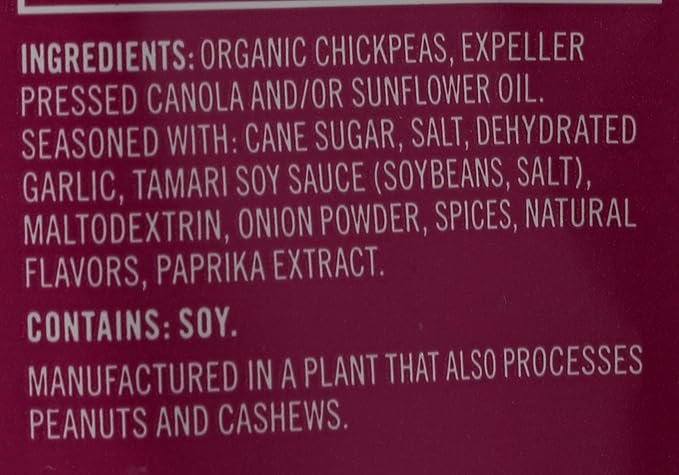 INGREDIENTS: ORGANIC CHICKPEAS, EXPELLER
PRESSED CANOLA AND/OR SUNFLOWER OIL.
SEASONED WITH: CANE SUGAR, SALT, DEHYDRATED
GARLIC, TAMARI SOY SAUCE (SOYBEANS, SALT),
MALTODEXTRIN, ONION POWDER, SPICES, NATURAL
FLAVORS, PAPRIKA EXTRACT.
CONTAINS: SOY.
MANUFACTURED IN A PLANT THAT ALSO PROCESSES
PEANUTS AND CASHEWS.